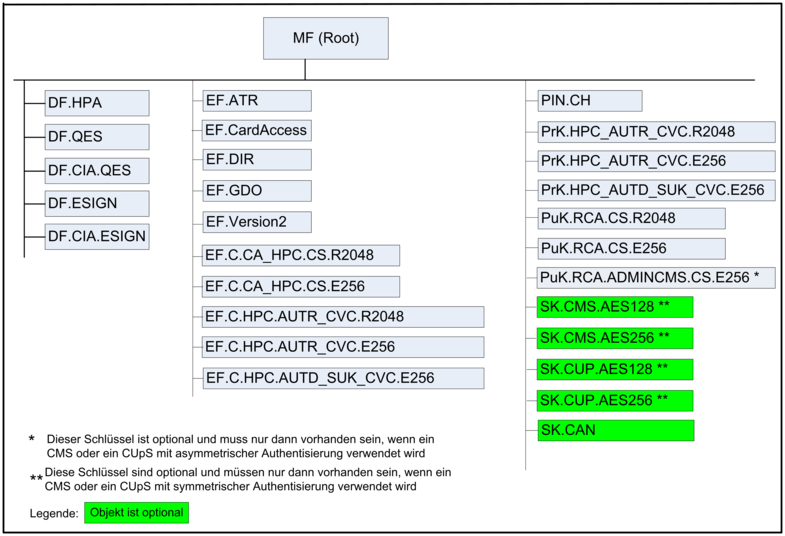 MF (Root)
DF.HPA
DF.QES
DF.CIA.QES
DF.ESIGN
DF.CIA.ESIGN
EF.ATR
EF.CardAccess
EF.DIR
EF.GDO
EF.Version2
EF.C.CA_HPC.CS.R2048
EF.C.CA_HPC.CS.E256
EF.C.HPC.AUTR_CVC.R2048
EF.C.HPC.AUTR_CVC.E256
EF.C.HPC.AUTD_SUK_CVC.E256
PIN.CH
PrK.HPC_AUTR_CVC.R2048
PrK.HPC_AUTR_CVC.E256
PrK.HPC_AUTD_SUK_CVC.E256
PuK.RCA.CS.R2048
PuK.RCA.CS.E256
PuK.RCA.ADMINCMS.CS.E256 *
SK.CMS.AES128 **
SK.CMS.AES256 **
SK.CUP.AES128 **
SK.CUP.AES256 **
SK.CAN
* Dieser Schlüssel ist optional und muss nur dann vorhanden sein, wenn ein
CMS oder ein CUpS mit asymmetrischer Authentisierung verwendet wird
** Diese Schlüssel sind optional und müssen nur dann vorhanden sein, wenn ein
CMS oder ein CUpS mit symmetrischer Authentisierung verwendet wird
Legende: Objekt ist optional